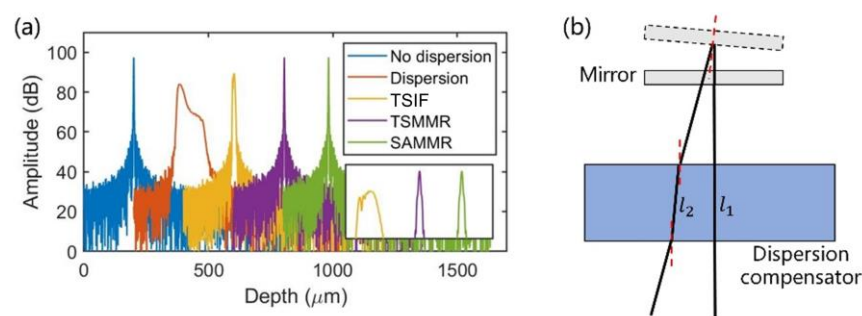 (a)
100
80
60
40
20
0
Amplitude (dB)
0
500
1000
1500
Depth (μm)
No dispersion
Dispersion
TSIF
TSMMR
SAMMR
(b)
Mirror
l₂
l₁
Dispersion
compensator